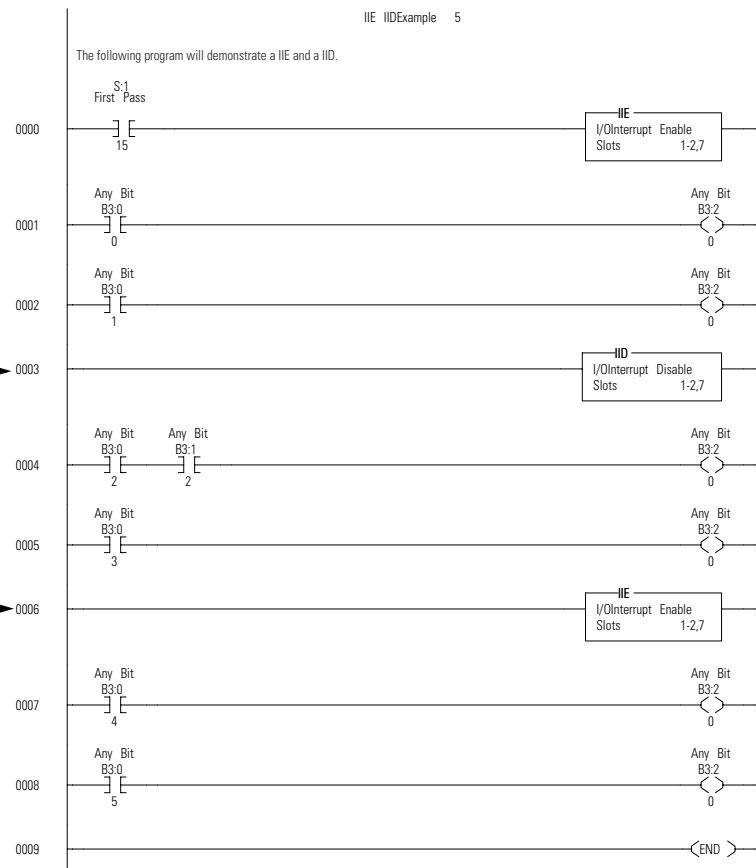 IIE IIDExample 5
The following program will demonstrate a IIE and a IID.
S:1
First Pass
IIE
0000
I/OInterrupt Enable
15
Slots 1-2,7
Any Bit Any Bit
B3:0 B3:2
0001
0 0
Any Bit Any Bit
B3:0 B3:2
0002
1 0
IID
0003 I/OInterrupt Disable
Slots 1-2,7
Any Bit Any Bit Any Bit
B3:0 B3:1 B3:2
0004
2 2 0
Any Bit Any Bit
B3:0 B3:2
0005
3 0
IIE
0006 I/OInterrupt Enable
Slots 1-2,7
Any Bit Any Bit
B3:0 B3:2
0007
4 0
Any Bit Any Bit
B3:0 B3:2
0008
5 0
0009 END